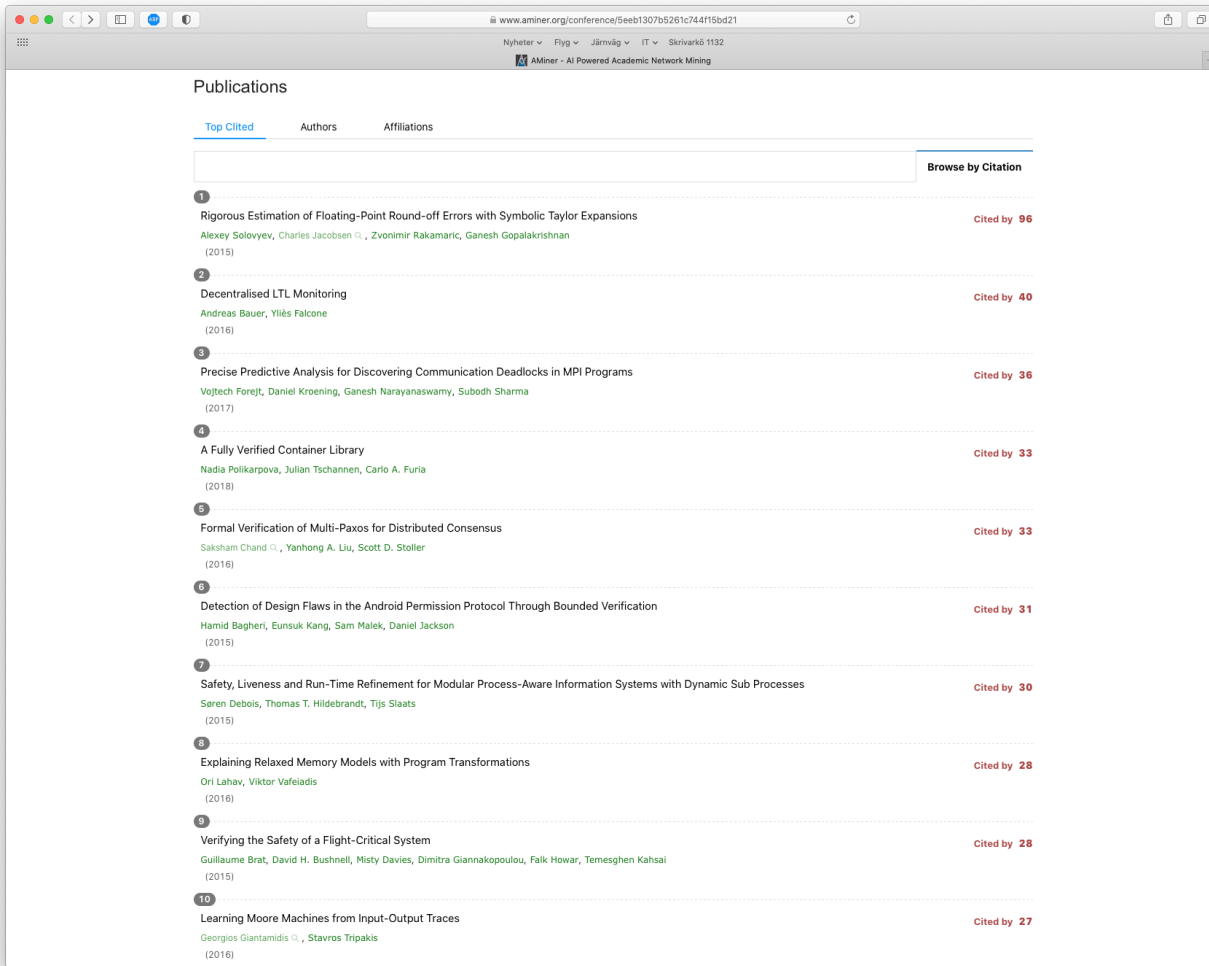 www.aminer.org/conference/5eeb1307b5261c744f15bd21
ABP
Nyheter Flyg Järnväg IT Skrivarkö 1132
AMiner - AI Powered Academic Network Mining
Publications
Top Clited Authors Affiliations
Browse by Citation
1
Rigorous Estimation of Floating-Point Round-off Errors with Symbolic Taylor Expansions Cited by 96
Alexey Solovyev, Charles Jacobsen , Zvonimir Rakamaric, Ganesh Gopalakrishnan
(2015)
2
Decentralised LTL Monitoring Cited by 40
Andreas Bauer, Yliès Falcone
(2016)
3
Precise Predictive Analysis for Discovering Communication Deadlocks in MPI Programs Cited by 36
Vojtech Forejt, Daniel Kroening, Ganesh Narayanaswamy, Subodh Sharma
(2017)
4
A Fully Verified Container Library Cited by 33
Nadia Polikarpova, Julian Tschannen, Carlo A. Furia
(2018)
5
Formal Verification of Multi-Paxos for Distributed Consensus Cited by 33
Saksham Chand , Yanhong A. Liu, Scott D. Stoller
(2016)
6
Detection of Design Flaws in the Android Permission Protocol Through Bounded Verification Cited by 31
Hamid Bagheri, Eunsuk Kang, Sam Malek, Daniel Jackson
(2015)
7
Safety, Liveness and Run-Time Refinement for Modular Process-Aware Information Systems with Dynamic Sub Processes Cited by 30
Søren Debois, Thomas T. Hildebrandt, Tijs Slaats
(2015)
8
Explaining Relaxed Memory Models with Program Transformations Cited by 28
Ori Lahav, Viktor Vafeiadis
(2016)
9
Verifying the Safety of a Flight-Critical System Cited by 28
Guillaume Brat, David H. Bushnell, Misty Davies, Dimitra Giannakopoulou, Falk Howar, Temesghen Kahsai
(2015)
10
Learning Moore Machines from Input-Output Traces Cited by 27
Georgios Giantamidis , Stavros Tripakis
(2016)